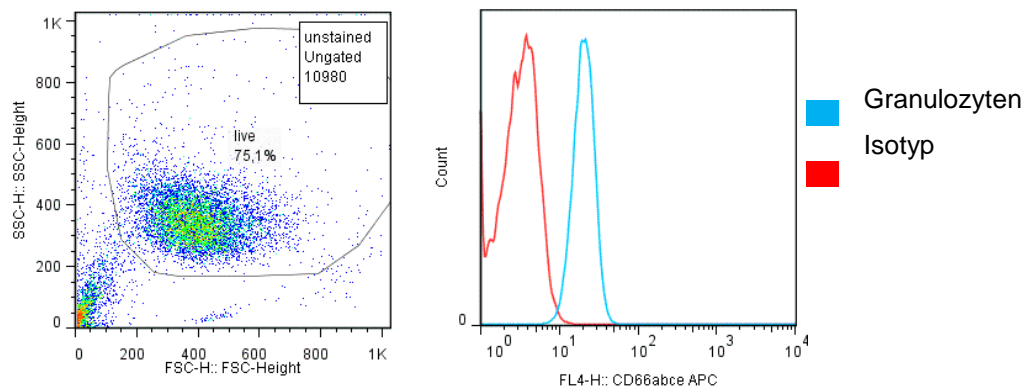 1K
800
600
400
200
0
SSC-H:: SSC-Height
unstained
Ungated
10980
live
75,1%
0 200 400 600 800 1K
FSC-H:: FSC-Height
Count
0
10^0 10^1 10^2 10^3 10^4
FL4-H:: CD66abce APC
Granulozyten
Isotyp